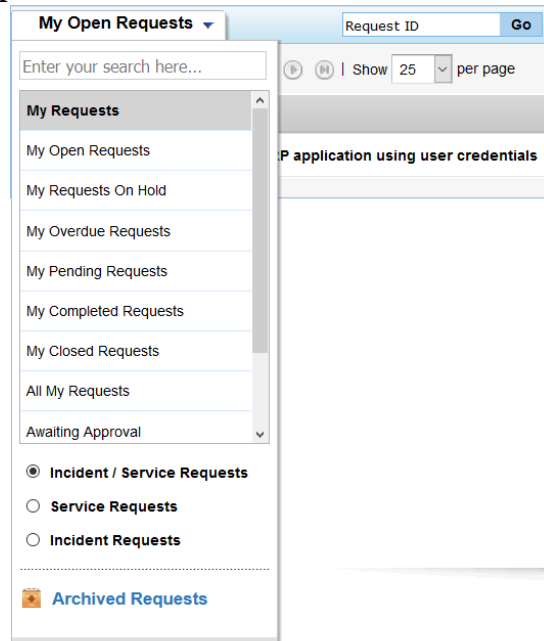 My Open Requests
Request ID
Go
Enter your search here...
| Show 25 per page
My Requests
My Open Requests
P application using user credentials
My Requests On Hold
My Overdue Requests
My Pending Requests
My Completed Requests
My Closed Requests
All My Requests
Awaiting Approval
Incident / Service Requests
Service Requests
Incident Requests
Archived Requests